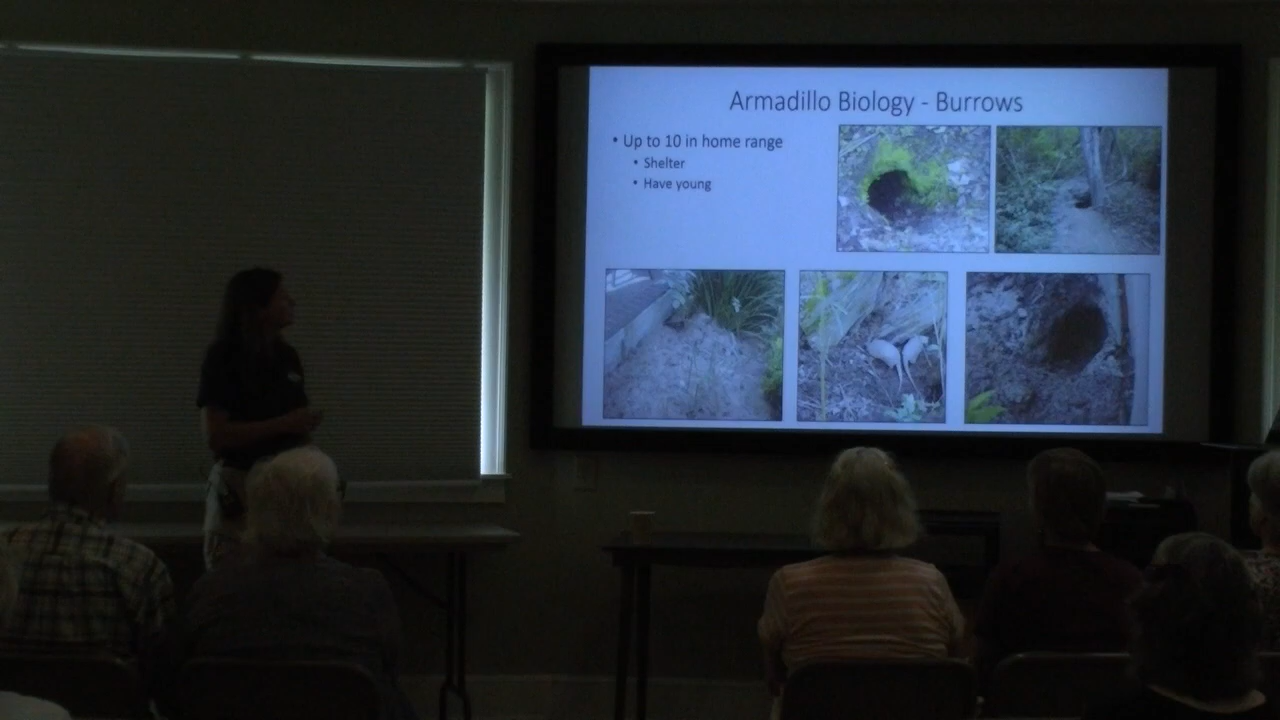 Armadillo Biology - Burrows
• Up to 10 in home range
• Shelter
• Have young